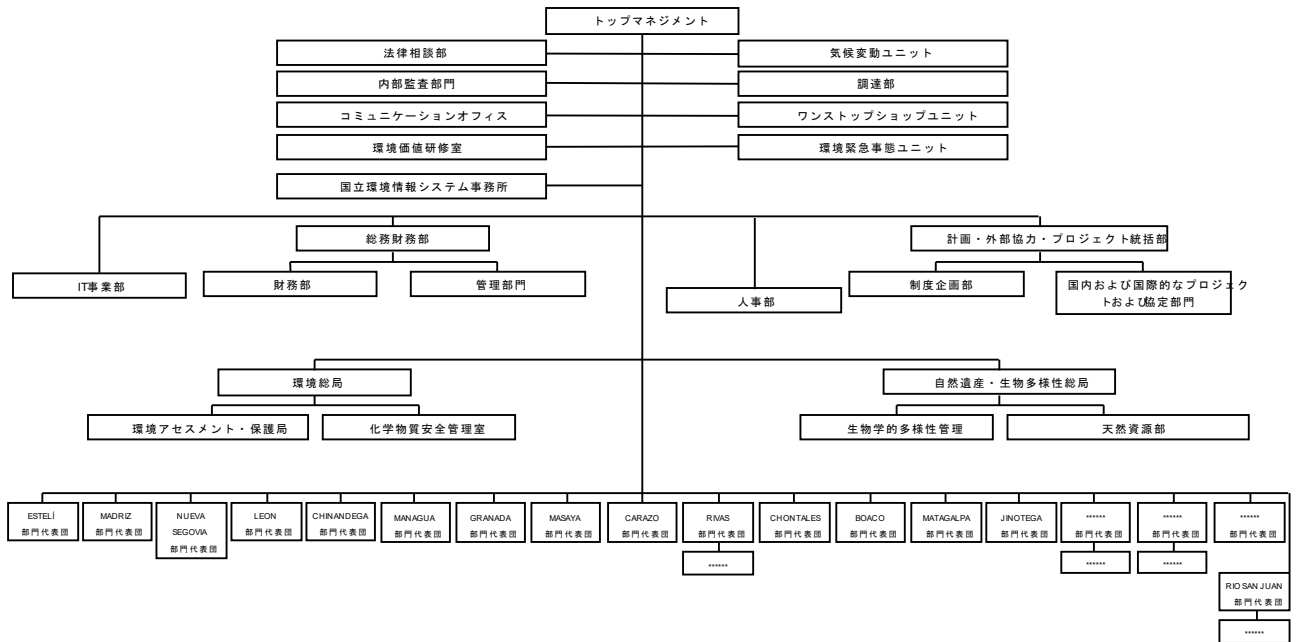 トップマネジメント
法律相談部
気候変動ユニット
内部監査部門
調達部
コミュニケーションオフィス
ワンストップショップユニット
環境価値研修室
環境緊急事態ユニット
国立環境情報システム事務所
総務財務部
計画・外部協力・プロジェクト統括部
IT事業部
財務部
管理部門
人事部
制度企画部
国内および国際的なプロジェク
トおよび協定部門
環境総局
自然遺産・生物多様性総局
環境アセスメント・保護局
化学物質安全管理室
生物学的多様性管理
天然資源部
ESTELÍ
部門代表団
MADRIZ
部門代表団
NUEVA
SEGOVIA
部門代表団
LEON
部門代表団
CHINANDEGA
部門代表団
MANAGUA
部門代表団
GRANADA
部門代表団
MASAYA
部門代表団
CARAZO
部門代表団
RIVAS
部門代表団
******
CHONTALES
部門代表団
BOACO
部門代表団
MATAGALPA
部門代表団
JINOTEGA
部門代表団
******
部門代表団
******
******
部門代表団
******
******
部門代表団
RIO SAN JUAN
部門代表団
******